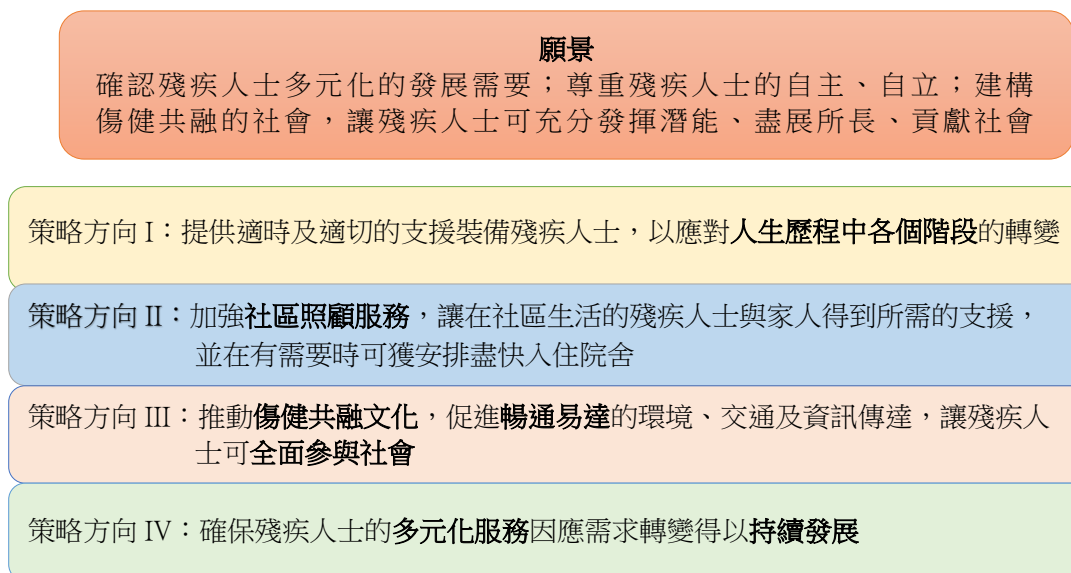 願景
確認殘疾人士多元化的發展需要；尊重殘疾人士的自主、自立；建構
傷健共融的社會，讓殘疾人士可充分發揮潛能、盡展所長、貢獻社會
策略方向 I：提供適時及適切的支援裝備殘疾人士，以應對人生歷程中各個階段的轉變
策略方向 II：加強社區照顧服務，讓在社區生活的殘疾人士與家人得到所需的支援，
並在有需要時可獲安排盡快入住院舍
策略方向 III：推動傷健共融文化，促進暢通易達的環境、交通及資訊傳達，讓殘疾人
士可全面參與社會
策略方向 IV：確保殘疾人士的多元化服務因應需求轉變得以持續發展